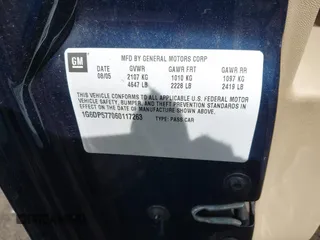 GM
MFD BY GENERAL MOTORS CORP
DATE GVWR GAWR FRT GAWR RR
08/05 2107 KG 1010 KG 1097 KG
4647 LB 2228 LB 2419 LB
THIS VEHICLE CONFORMS TO ALL APPLICABLE U.S. FEDERAL MOTOR
VEHICLE SAFETY, BUMPER, AND THEFT PREVENTION STANDARDS
IN EFFECT ON THE DATE OF MANUFACTURE SHOWN ABOVE.
1G6DP577060117263 TYPE: PASS CAR